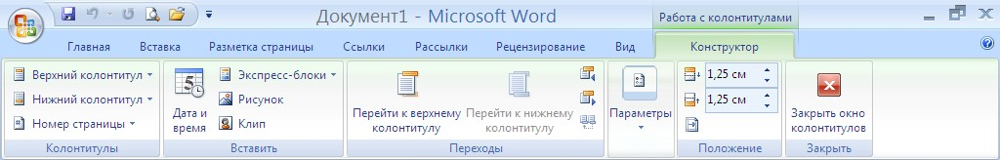 Документ1 - Microsoft Word
Работа с колонтитулами
Главная Вставка Разметка страницы Ссылки Рассылки Рецензирование Вид Конструктор
Верхний колонтитул
Нижний колонтитул
Номер страницы
Колонтитулы
5
Дата и
время
Экспресс-блоки
Рисунок
Клип
Вставить
Перейти к верхнему
колонтитулу
Перейти к нижнему
колонтитулу
Переходы
Параметры
1,25 см
1,25 см
Положение
Закрыть окно
колонтитулов
Закрыть